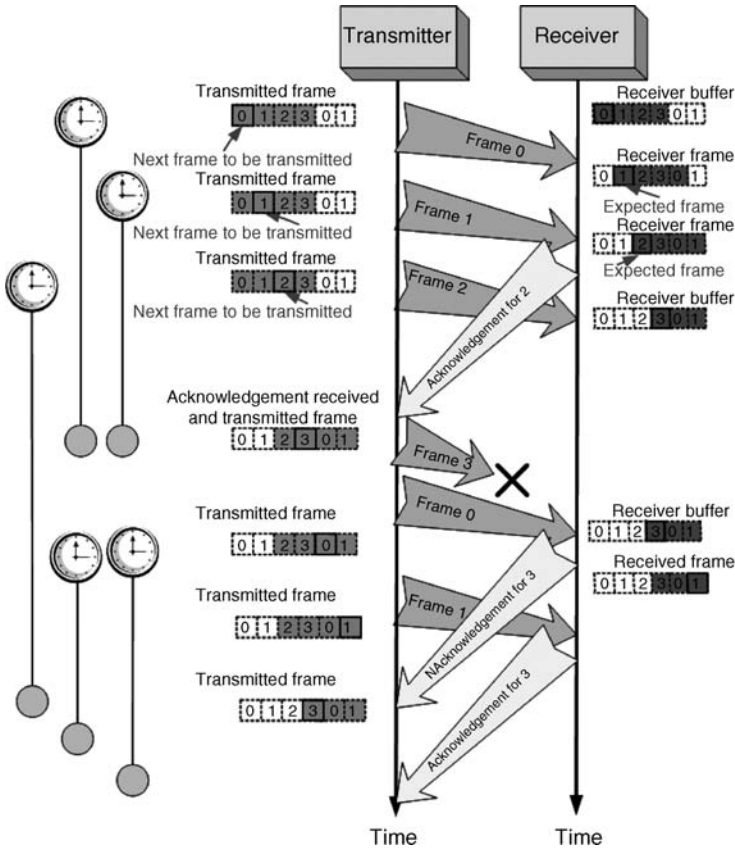 Transmitter
Receiver
Transmitted frame
0 1 2 3 0 1
Next frame to be transmitted
Frame 0
Receiver buffer
0 1 2 3 0 1
Receiver frame
0 1 2 3 0 1
Expected frame
Transmitted frame
0 1 2 3 0 1
Next frame to be transmitted
Frame 1
Receiver frame
0 1 2 3 0 1
Expected frame
Transmitted frame
0 1 2 3 0 1
Next frame to be transmitted
Frame 2
Acknowledgement for 2
Receiver buffer
0 1 2 3 0 1
Acknowledgement received
and transmitted frame
0 1 2 3 0 1
Frame 3
Transmitted frame
0 1 2 3 0 1
Frame 0
Receiver buffer
0 1 2 3 0 1
Received frame
0 1 2 3 0 1
NAcknowledgement for 3
Transmitted frame
0 1 2 3 0 1
Frame 1
Transmitted frame
0 1 2 3 0 1
Acknowledgement for 3
Time
Time